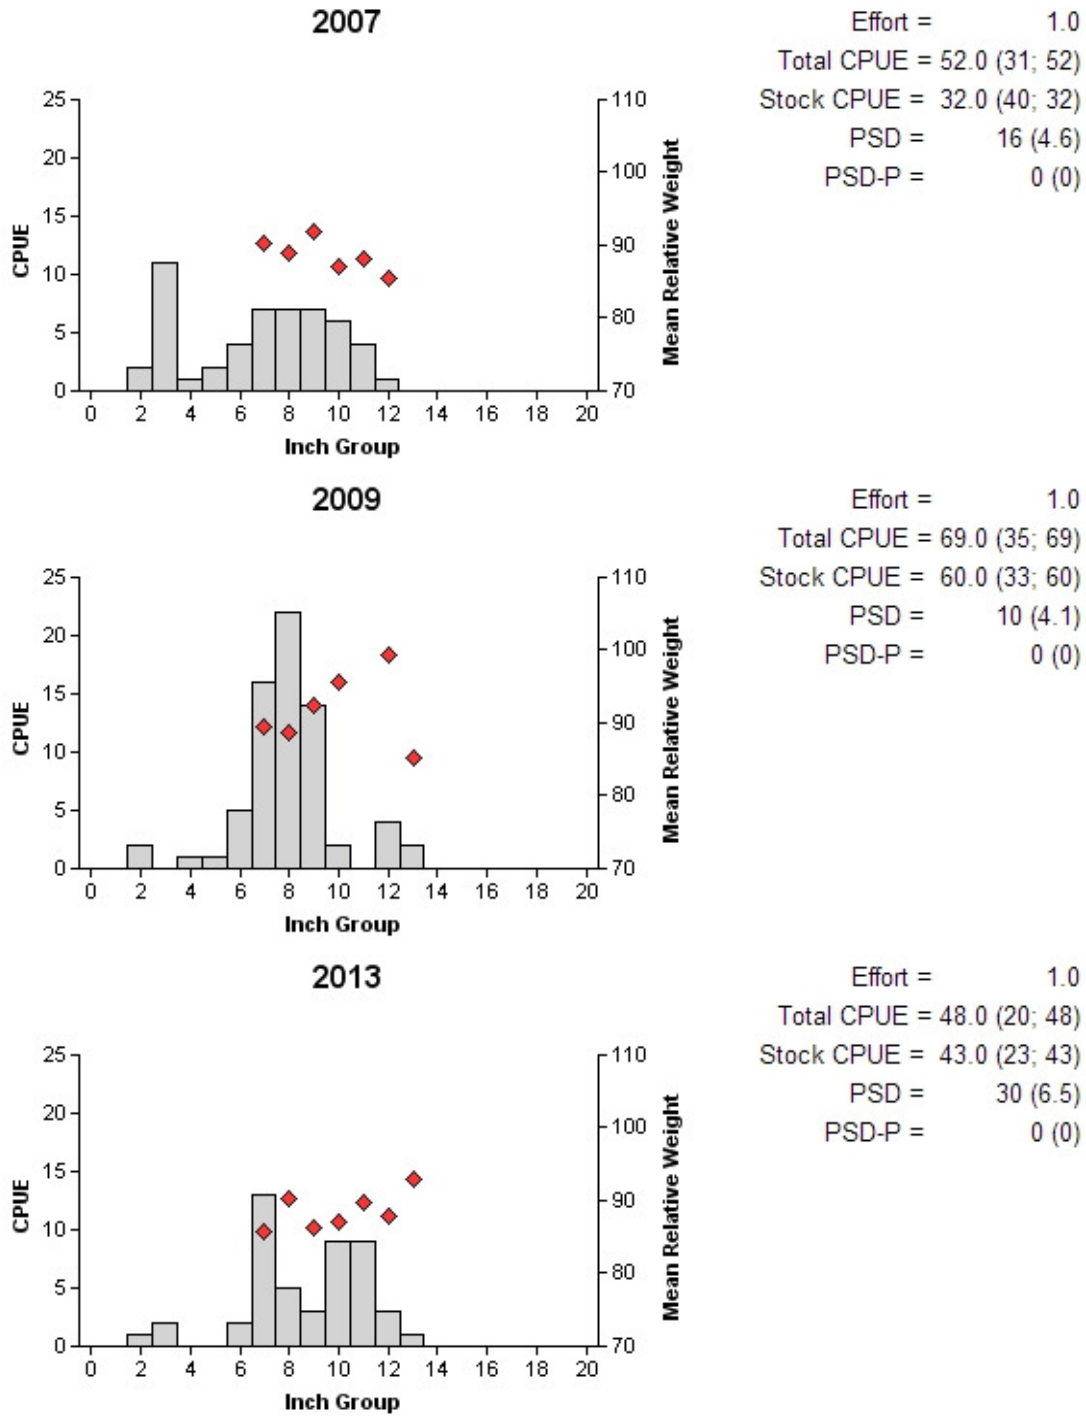 2007
Effort = 1.0
Total CPUE = 52.0 (31; 52)
Stock CPUE = 32.0 (40; 32)
PSD = 16 (4.6)
PSD-P = 0 (0)
25
20
15
10
5
0
CPUE
110
100
90
80
70
Mean Relative Weight
0 2 4 6 8 10 12 14 16 18 20
Inch Group
2009
Effort = 1.0
Total CPUE = 69.0 (35; 69)
Stock CPUE = 60.0 (33; 60)
PSD = 10 (4.1)
PSD-P = 0 (0)
25
20
15
10
5
0
CPUE
110
100
90
80
70
Mean Relative Weight
0 2 4 6 8 10 12 14 16 18 20
Inch Group
2013
Effort = 1.0
Total CPUE = 48.0 (20; 48)
Stock CPUE = 43.0 (23; 43)
PSD = 30 (6.5)
PSD-P = 0 (0)
25
20
15
10
5
0
CPUE
110
100
90
80
70
Mean Relative Weight
0 2 4 6 8 10 12 14 16 18 20
Inch Group